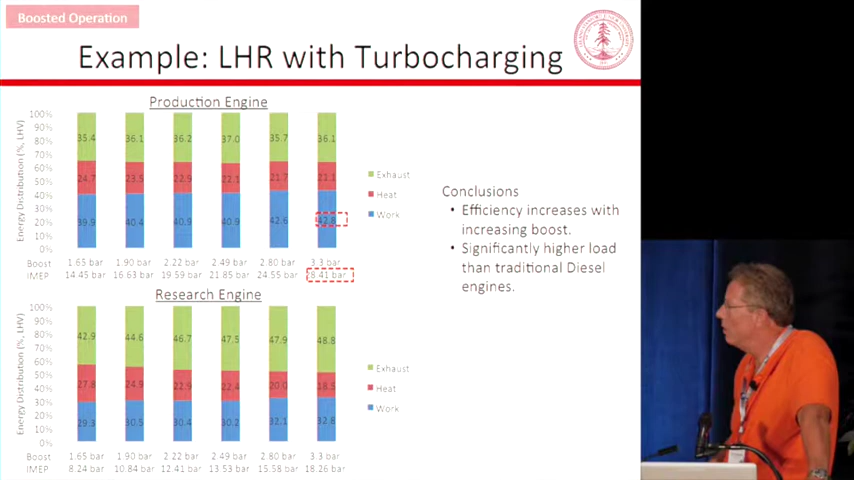 Boosted Operation
Example: LHR with Turbocharging
Production Engine
Energy Distribution (%, LHV)
100%
90%
80%
70%
60%
50%
40%
30%
20%
10%
0%
35.4 36.1 36.2 37.0 35.7 36.1
24.7 23.5 22.9 22.1 21.7 21.1
39.9 40.4 40.9 40.9 42.6 42.8
Exhaust
Heat
Work
Boost 1.65 bar 1.90 bar 2.22 bar 2.49 bar 2.80 bar 3.3 bar
IMEP 14.45 bar 16.63 bar 19.59 bar 21.85 bar 24.55 bar 28.41 bar
Research Engine
Energy Distribution (%, LHV)
100%
90%
80%
70%
60%
50%
40%
30%
20%
10%
0%
42.9 44.6 46.7 47.5 47.9 48.8
27.8 24.9 22.9 22.4 20.0 18.5
29.3 30.5 30.4 30.2 32.1 32.8
Exhaust
Heat
Work
Boost 1.65 bar 1.90 bar 2.22 bar 2.49 bar 2.80 bar 3.3 bar
IMEP 8.24 bar 10.84 bar 12.41 bar 13.53 bar 15.58 bar 18.26 bar
Conclusions
• Efficiency increases with
increasing boost.
• Significantly higher load
than traditional Diesel
engines.